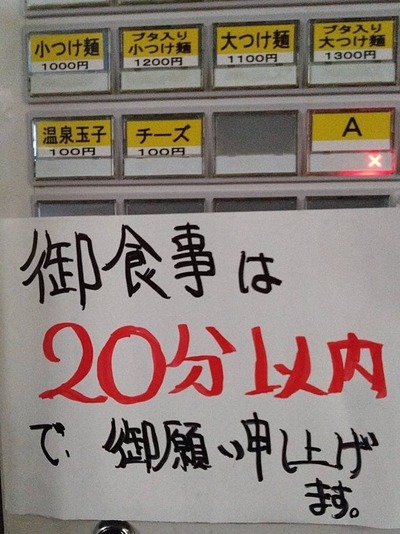 小つけ麺
1000円
ブタ入り
小つけ麺
1200円
大つけ麺
1100円
ブタ入り
大つけ麺
1300円
温泉玉子
100円
チーズ
100円
A
×
御食事は
20分以内
で、御願い申し上げ
ます。